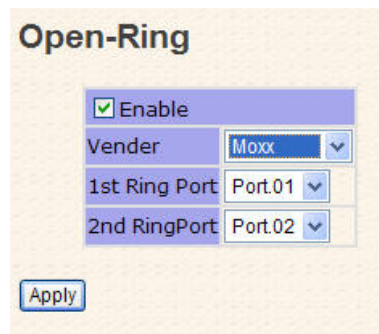 Open-Ring
Enable
Vender Moxx
1st Ring Port Port.01
2nd RingPort Port.02
Apply